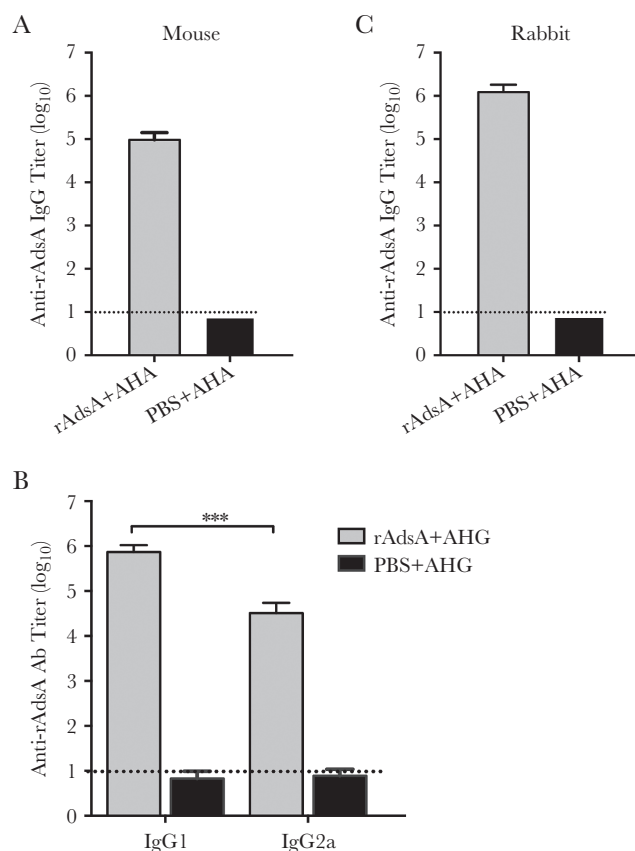 A
Mouse
Anti-rAdsA IgG Titer (log10)
7
6
5
4
3
2
1
0
rAdsA+AHA
PBS+AHA
C
Rabbit
Anti-rAdsA IgG Titer (log10)
7
6
5
4
3
2
1
0
rAdsA+AHA
PBS+AHA
B
Anti-rAdsA Ab Titer (log10)
7
6
5
4
3
2
1
0
***
IgG1
IgG2a
rAdsA+AHG
PBS+AHG